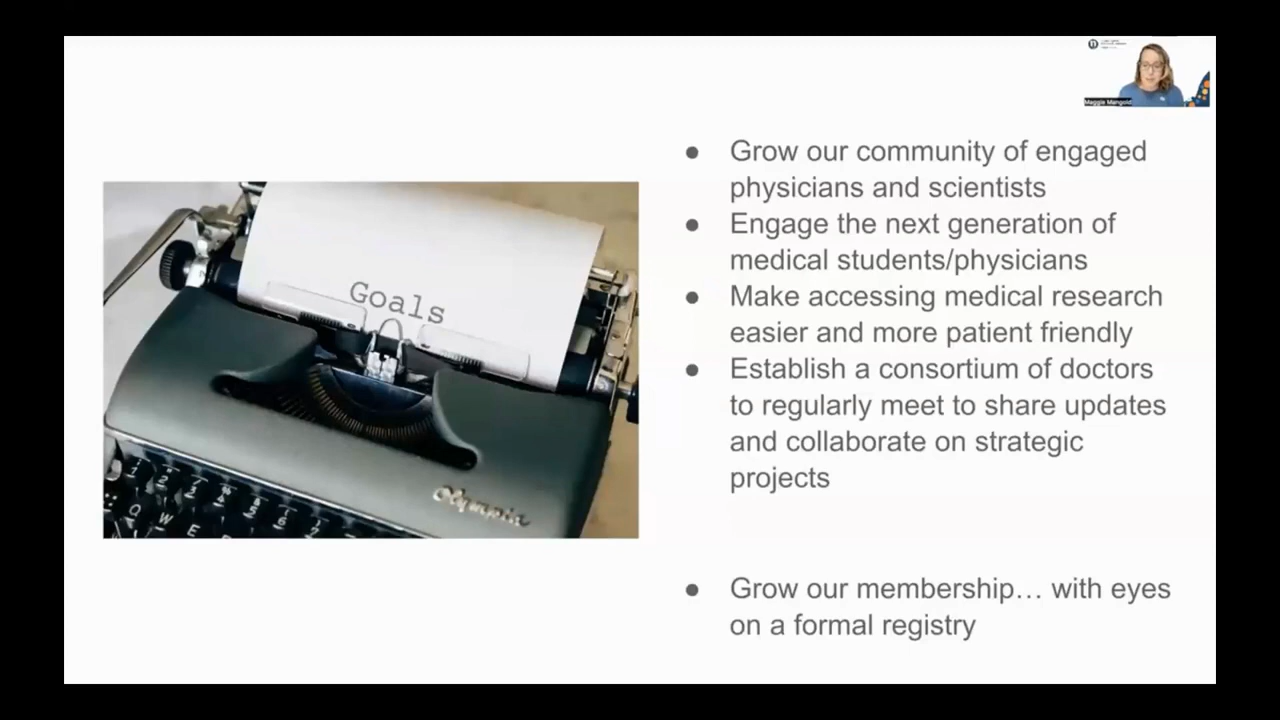 Maggie Mangold
● Grow our community of engaged
physicians and scientists
● Engage the next generation of
medical students/physicians
● Make accessing medical research
easier and more patient friendly
● Establish a consortium of doctors
to regularly meet to share updates
and collaborate on strategic
projects
● Grow our membership… with eyes
on a formal registry
Goals
Olympia
Q W E